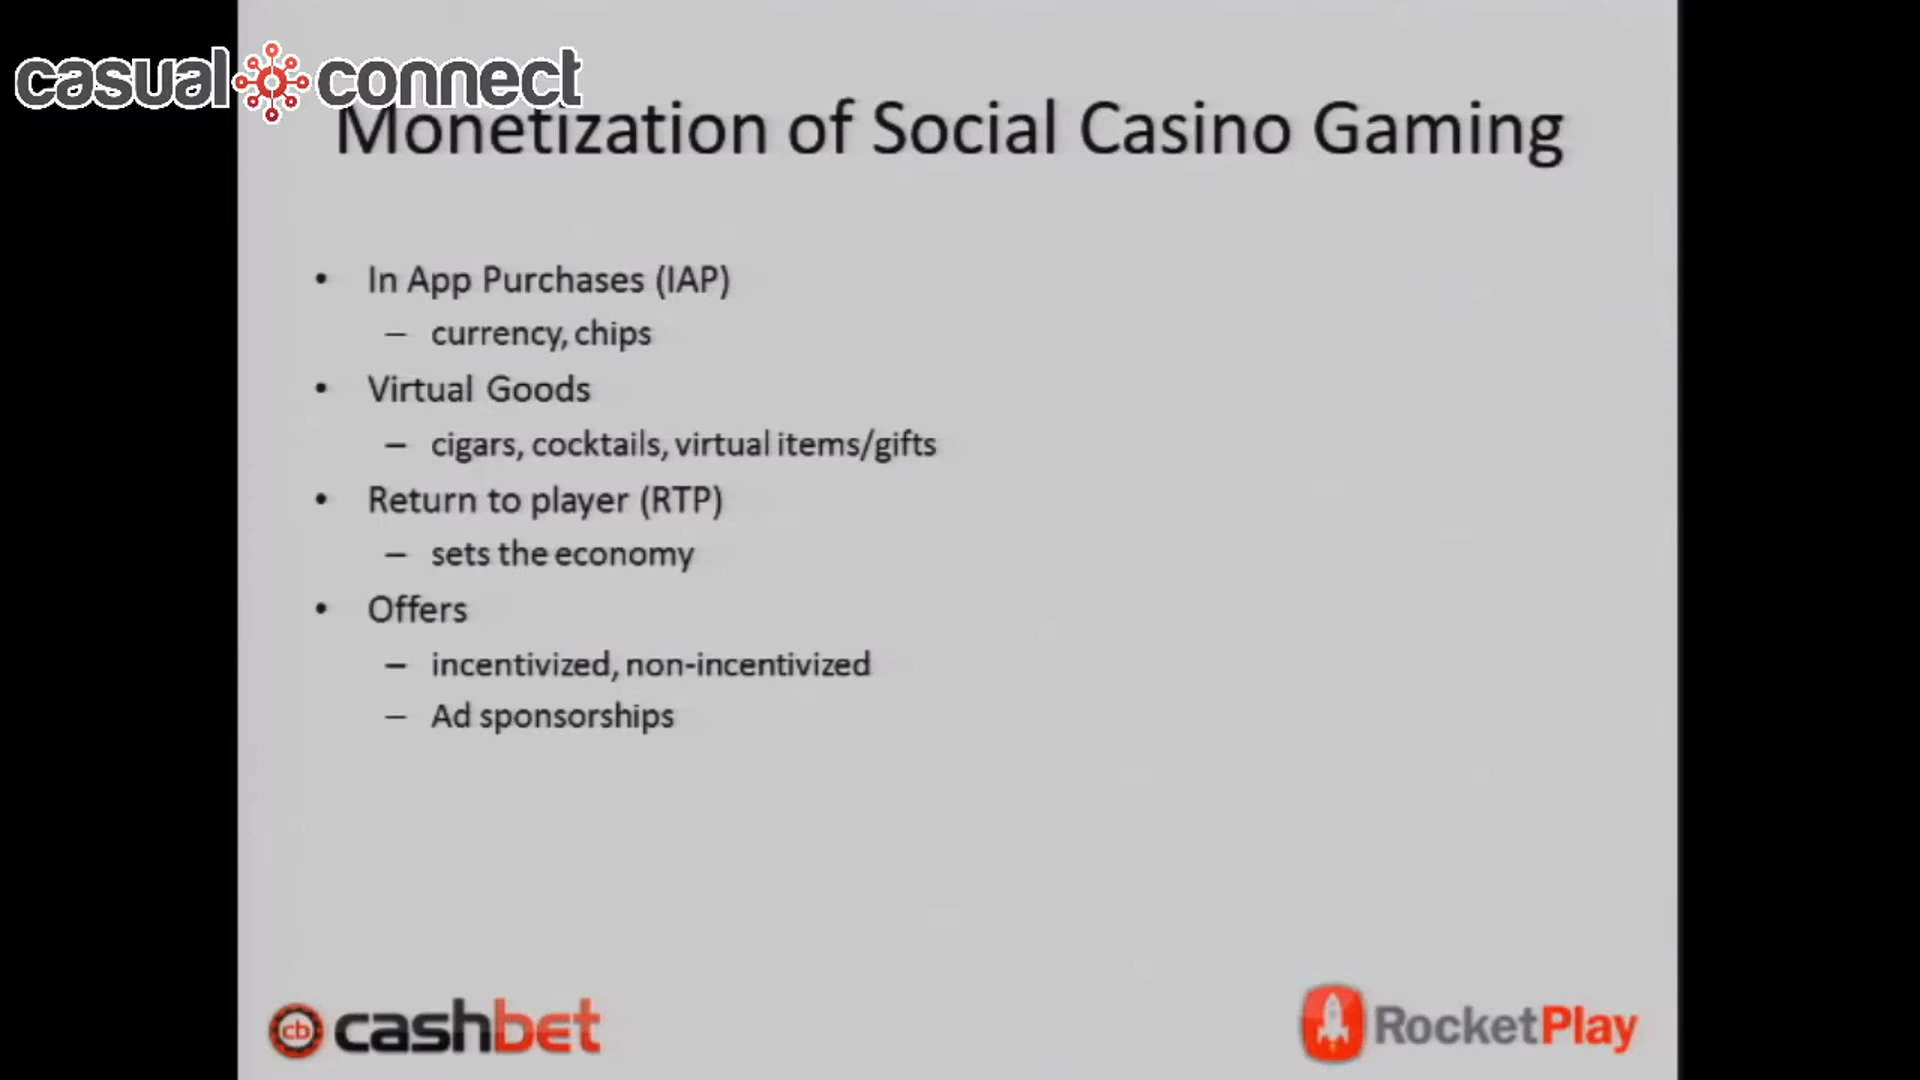 casual connect
Monetization of Social Casino Gaming
• In App Purchases (IAP)
– currency, chips
• Virtual Goods
– cigars, cocktails, virtual items/gifts
• Return to player (RTP)
– sets the economy
• Offers
– incentivized, non-incentivized
– Ad sponsorships
cb cashbet
RocketPlay